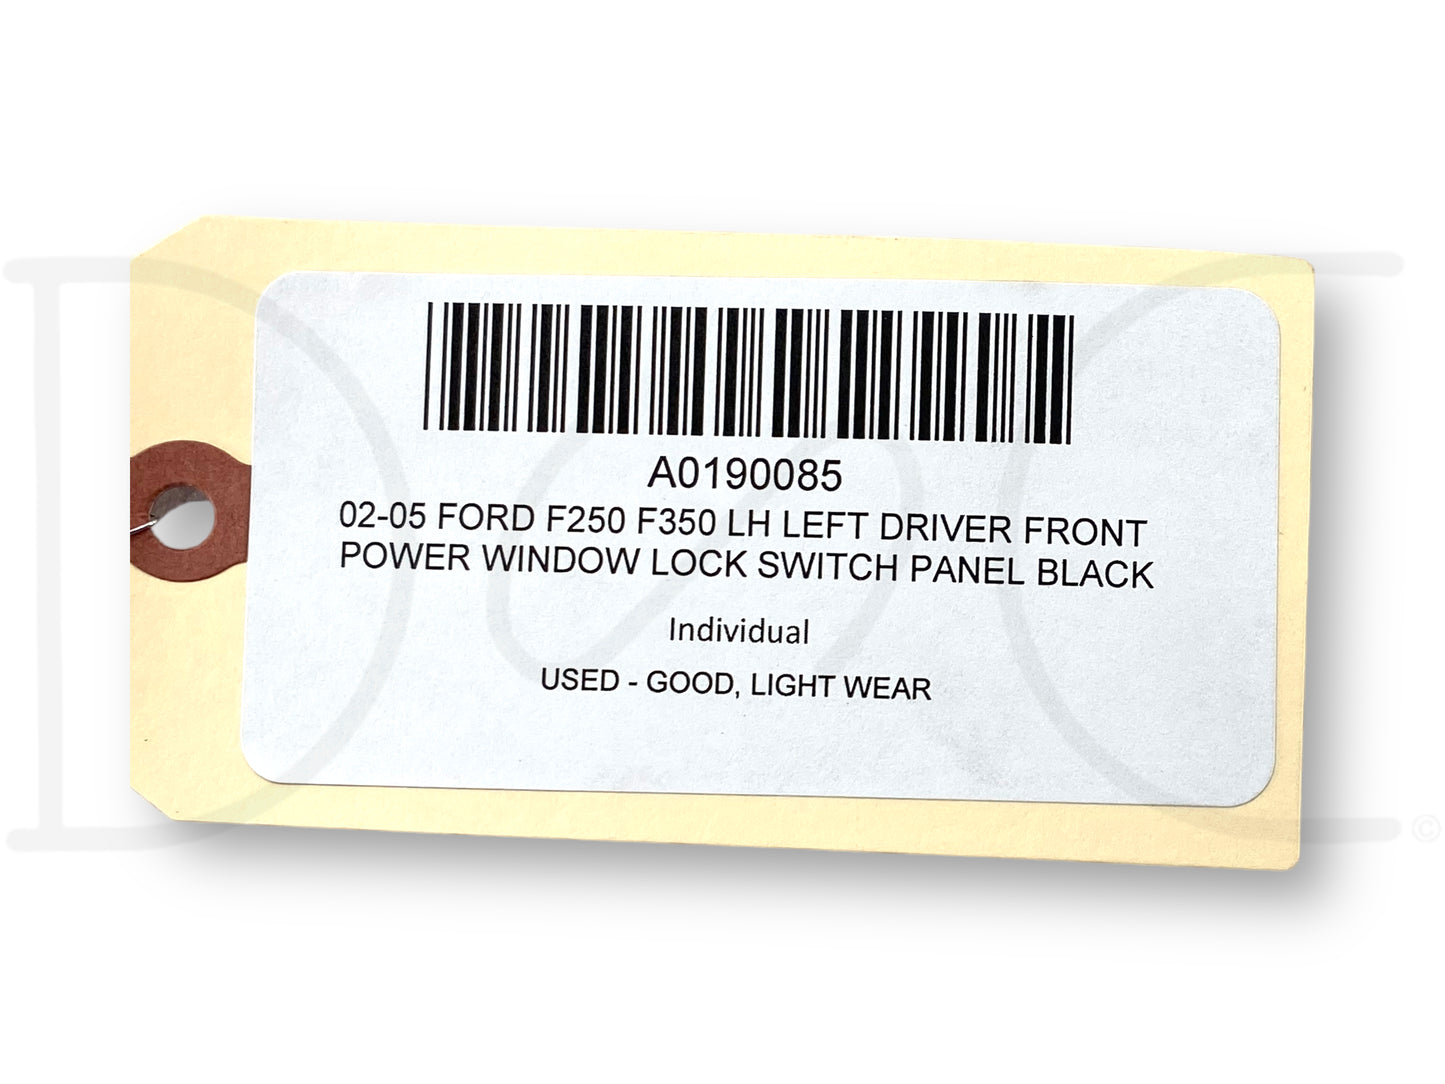 A0190085
02-05 FORD F250 F350 LH LEFT DRIVER FRONT
POWER WINDOW LOCK SWITCH PANEL BLACK
Individual
USED - GOOD, LIGHT WEAR
©